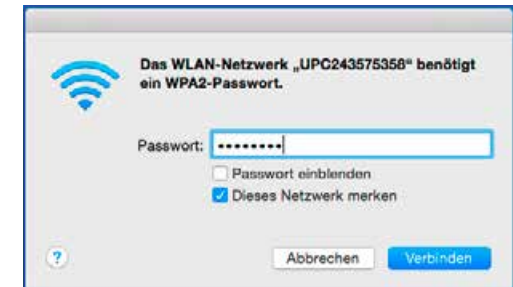 Das WLAN-Netzwerk „UPC243575358“ benötigt
ein WPA2-Passwort.
Passwort: ••••••••
Passwort einblenden
Dieses Netzwerk merken
? Abbrechen Verbinden